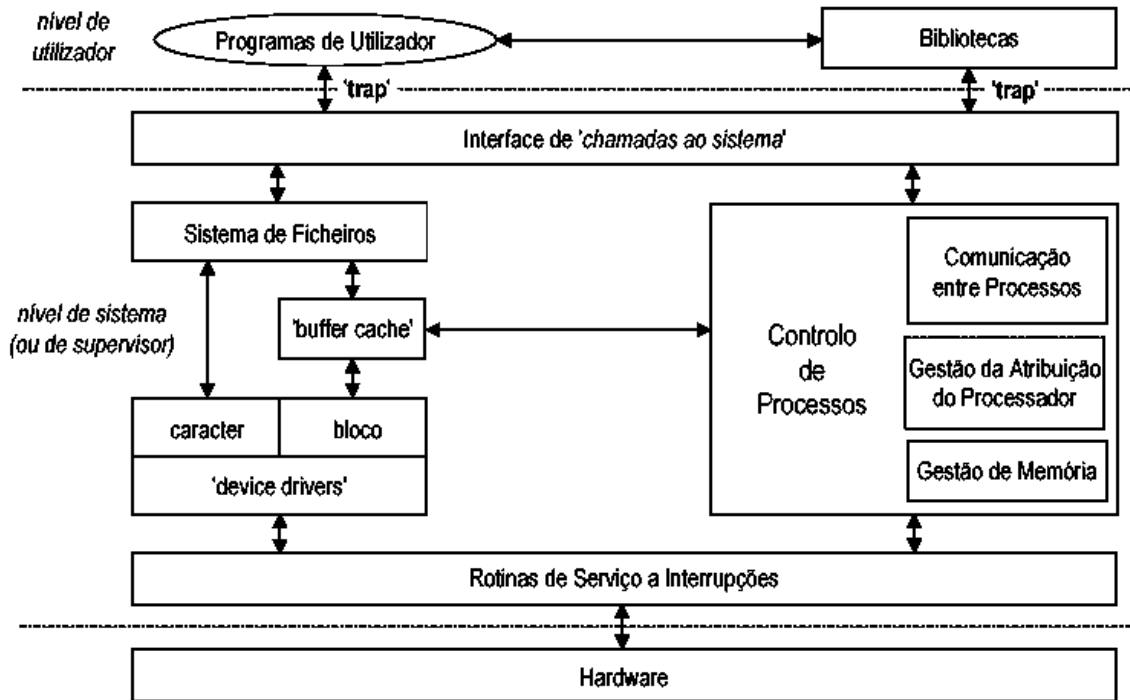 nível de
utilizador
Programas de Utilizador
Bibliotecas
'trap'
'trap'
Interface de 'chamadas ao sistema'
Sistema de Ficheiros
nível de sistema
(ou de supervisor)
'buffer cache'
caracter
bloco
'device drivers'
Controlo
de
Processos
Comunicação
entre Processos
Gestão da Atribuição
do Processador
Gestão de Memória
Rotinas de Serviço a Interrupções
Hardware